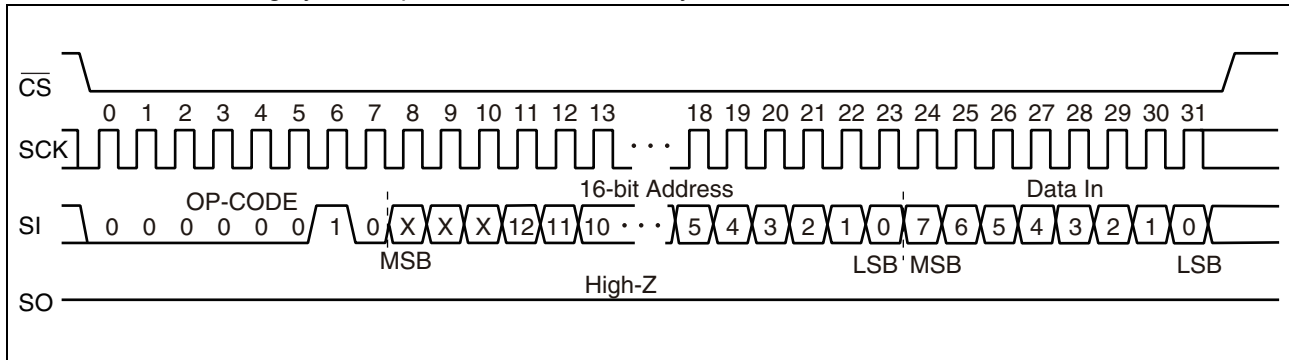 CS
0 1 2 3 4 5 6 7 8 9 10 11 12 13 18 19 20 21 22 23 24 25 26 27 28 29 30 31
SCK ···
OP-CODE 16-bit Address Data In
SI 0 0 0 0 0 0 1 0 X X X 12 11 10 ··· 5 4 3 2 1 0 7 6 5 4 3 2 1 0
MSB LSB MSB LSB
High-Z
SO